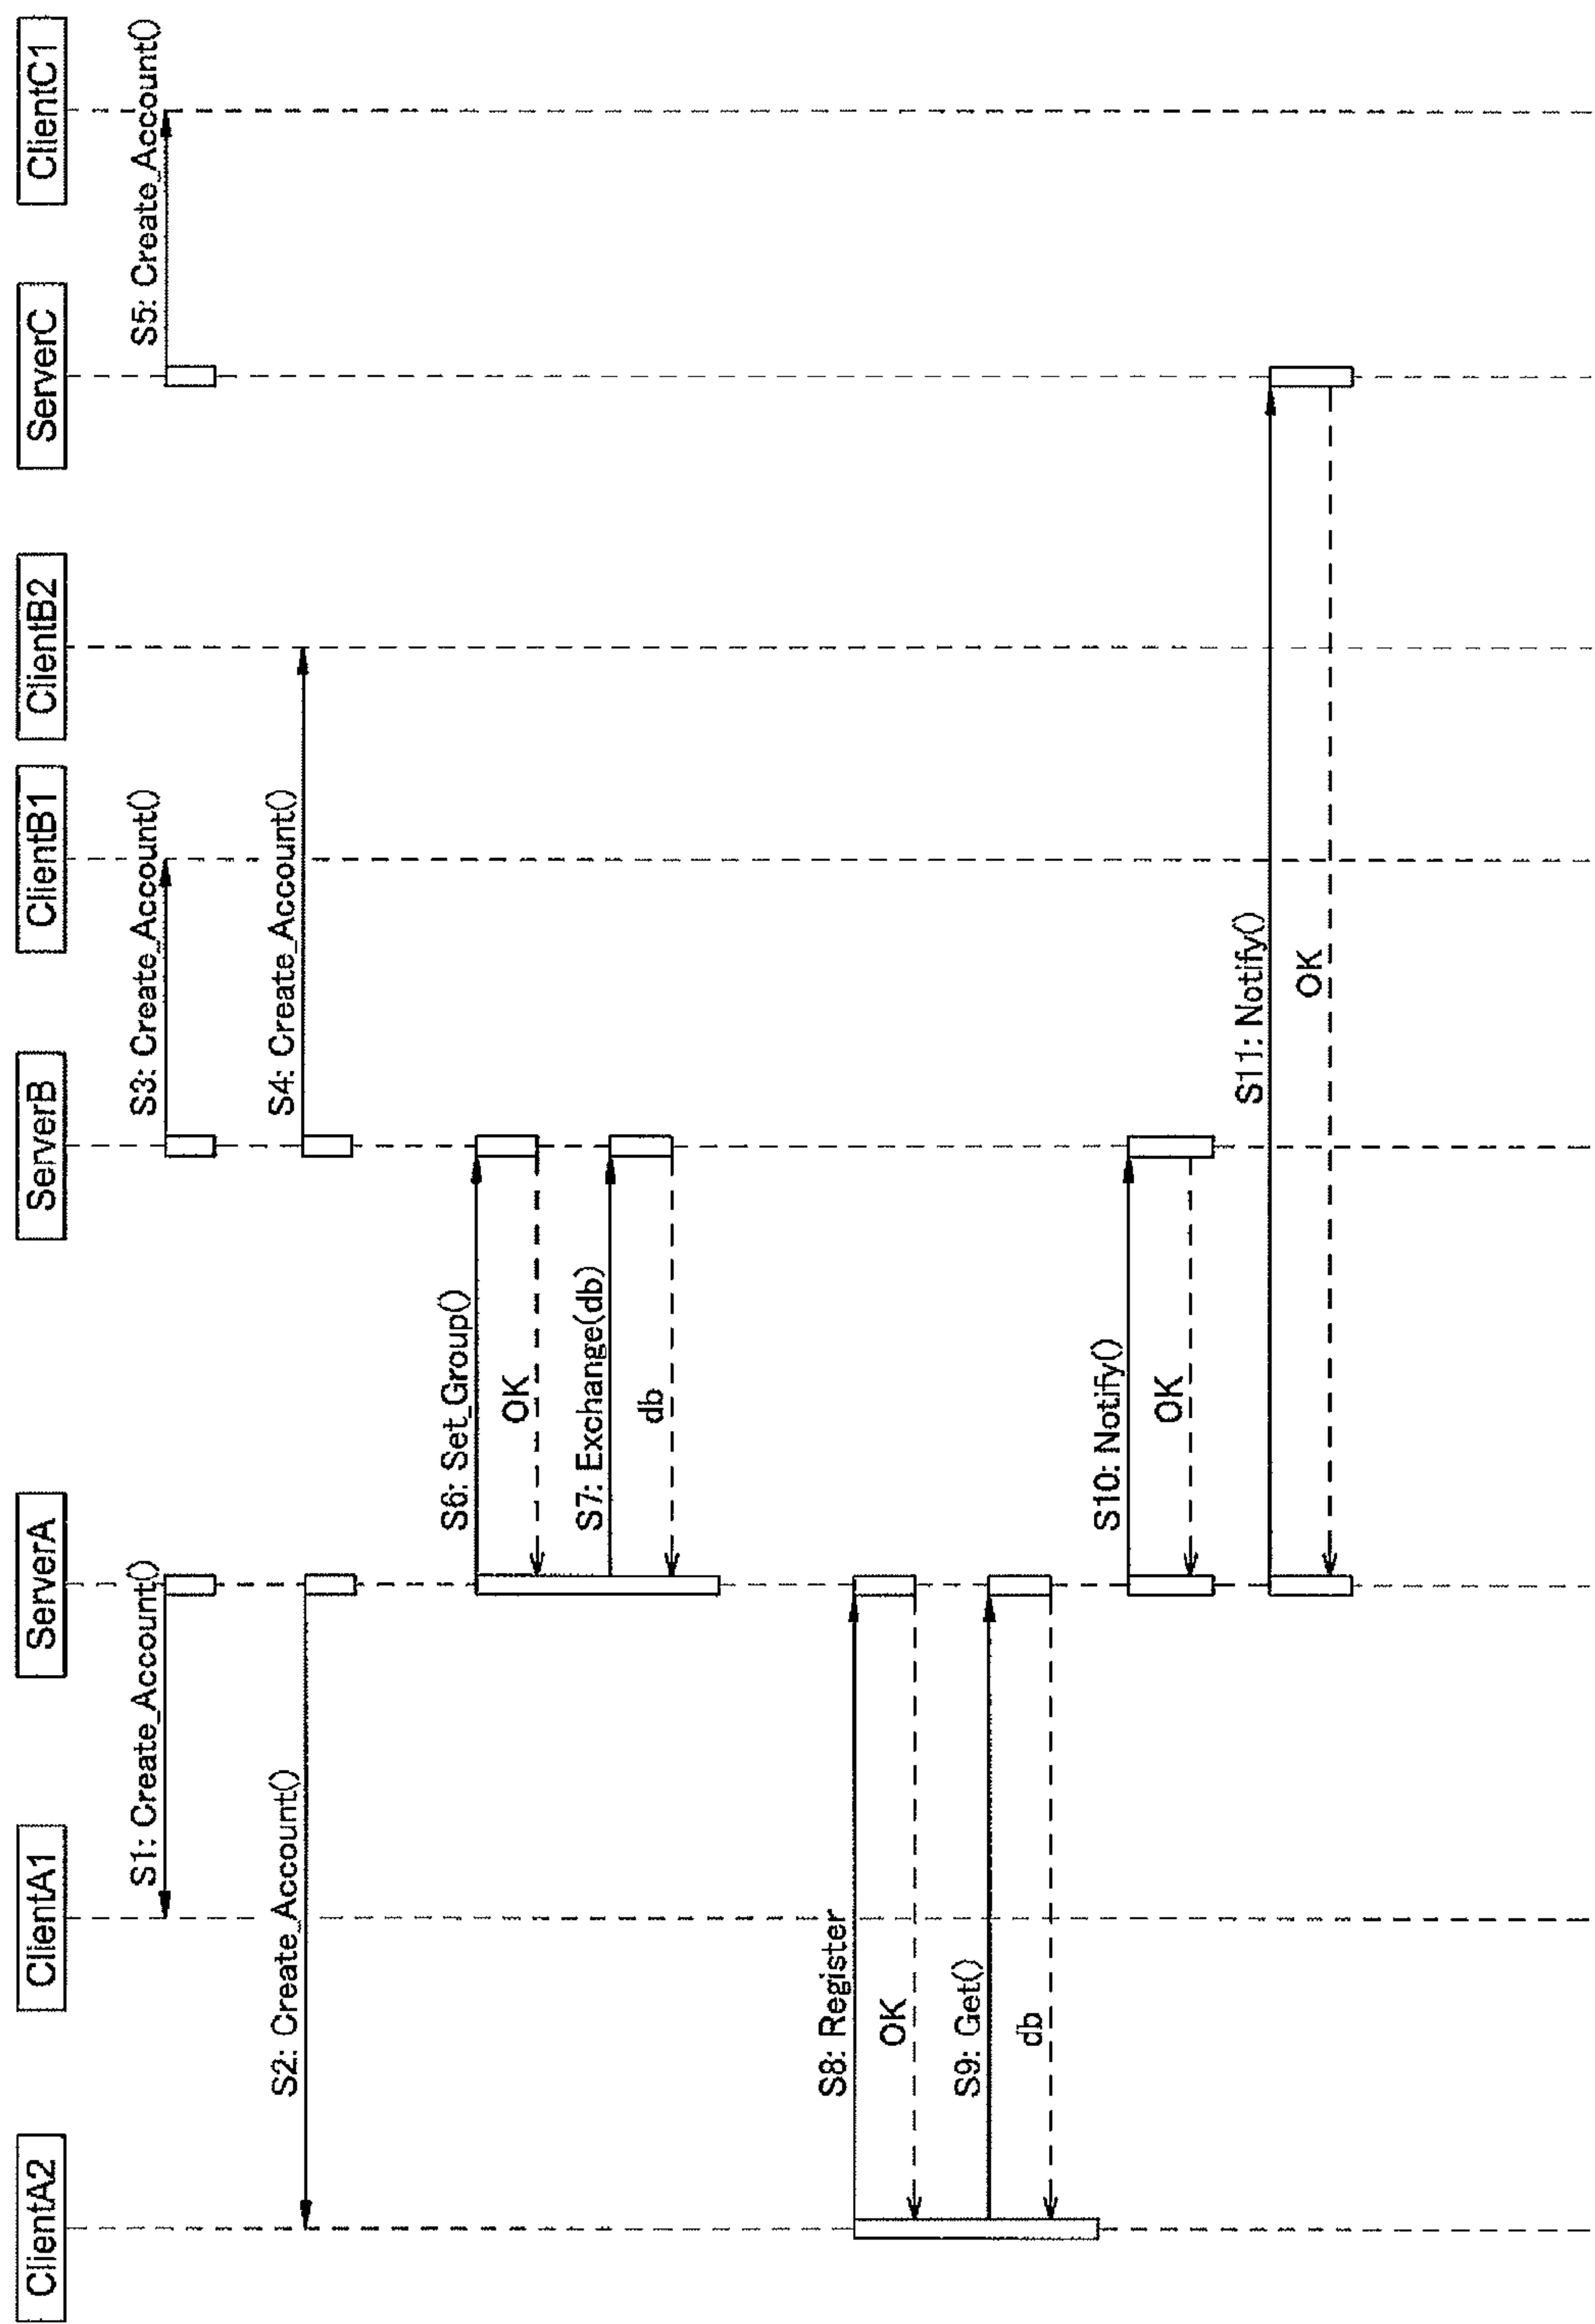 ClientA2
ClientA1
ServerA
ServerB
ClientB1
ClientB2
ServerC
ClientC1
S1: Create_Account()
S3: Create_Account()
S5: Create_Account()
S2: Create_Account()
S4: Create_Account()
S6: Set_Group()
OK
S7: Exchange(db)
db
S8: Register
OK
S9: Get()
db
S10: Notify()
OK
S11: Notify()
OK